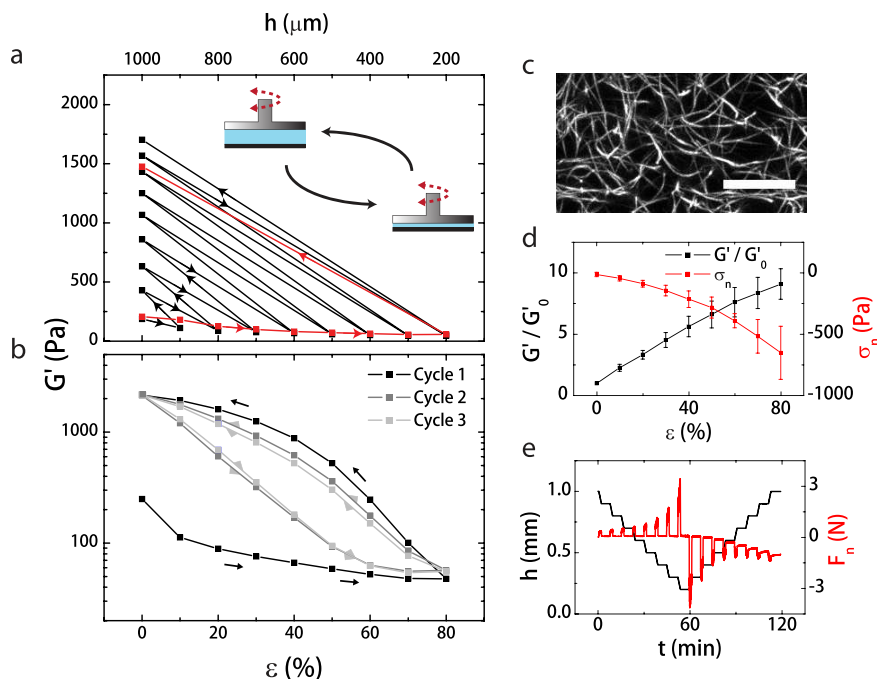 h (μm)
1000 800 600 400 200
a
2000
1500
1000
500
0
G' (Pa)
b
1000
100
Cycle 1
Cycle 2
Cycle 3
0 20 40 60 80
ε (%)
c
d
G' / G'₀
σₙ
10
5
0
G' / G'₀
0
-500
-1000
σₙ (Pa)
0 40 80
ε (%)
e
1.0
0.5
0.0
h (mm)
3
0
-3
Fₙ (N)
0 60 120
t (min)